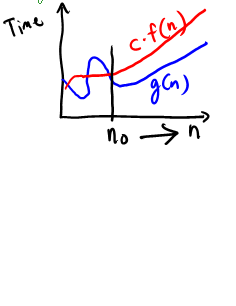 Time
c·f(n)
g(n)
n₀ → n